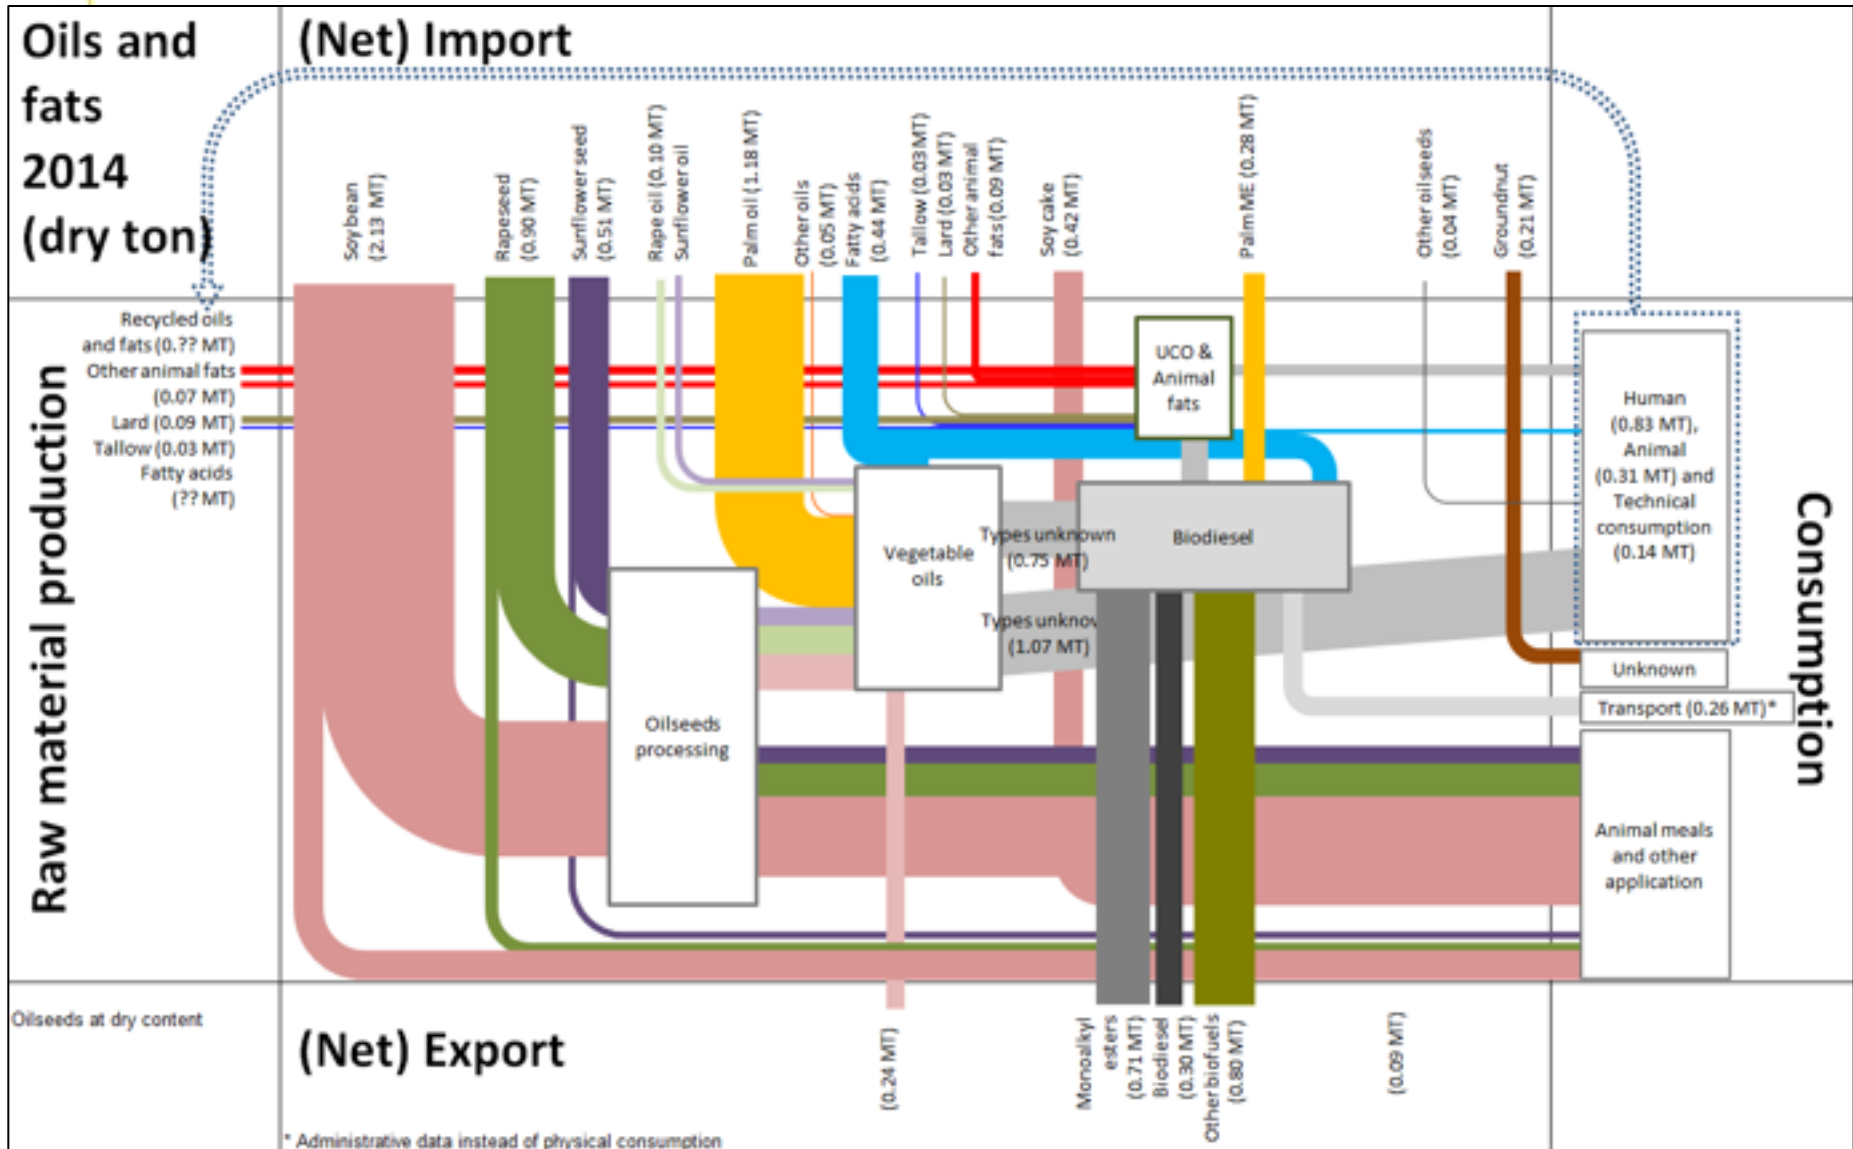 Oils and
fats
2014
(dry ton)
(Net) Import
Soybean
(2.13 MT)
Rapeseed
(0.90 MT)
Sunflower seed
(0.51 MT)
Rape oil (0.10 MT)
Sunflower oil
Palm oil (1.18 MT)
Other oils
(0.05 MT)
Fatty acids
(0.44 MT)
Tallow (0.03 MT)
Lard (0.03 MT)
Other animal
fats (0.09 MT)
Soy cake
(0.42 MT)
Palm ME (0.28 MT)
Other oilseeds
(0.04 MT)
Groundnut
(0.21 MT)
Raw material production
Recycled oils
and fats (0.?? MT)
Other animal fats
(0.07 MT)
Lard (0.09 MT)
Tallow (0.03 MT)
Fatty acids
(?? MT)
UCO &
Animal
fats
Vegetable
oils
Types unknown
(0.75 MT)
Types unknov
(1.07 MT)
Biodiesel
Oilseeds
processing
Human
(0.83 MT),
Animal
(0.31 MT) and
Technical
consumption
(0.14 MT)
Unknown
Transport (0.26 MT)*
Animal meals
and other
application
Consumption
Oilseeds at dry content
(Net) Export
(0.24 MT)
Monoalkyl
esters
(0.71 MT)
Biodiesel
(0.30 MT)
Other biofuels
(0.80 MT)
(0.09 MT)
* Administrative data instead of physical consumption